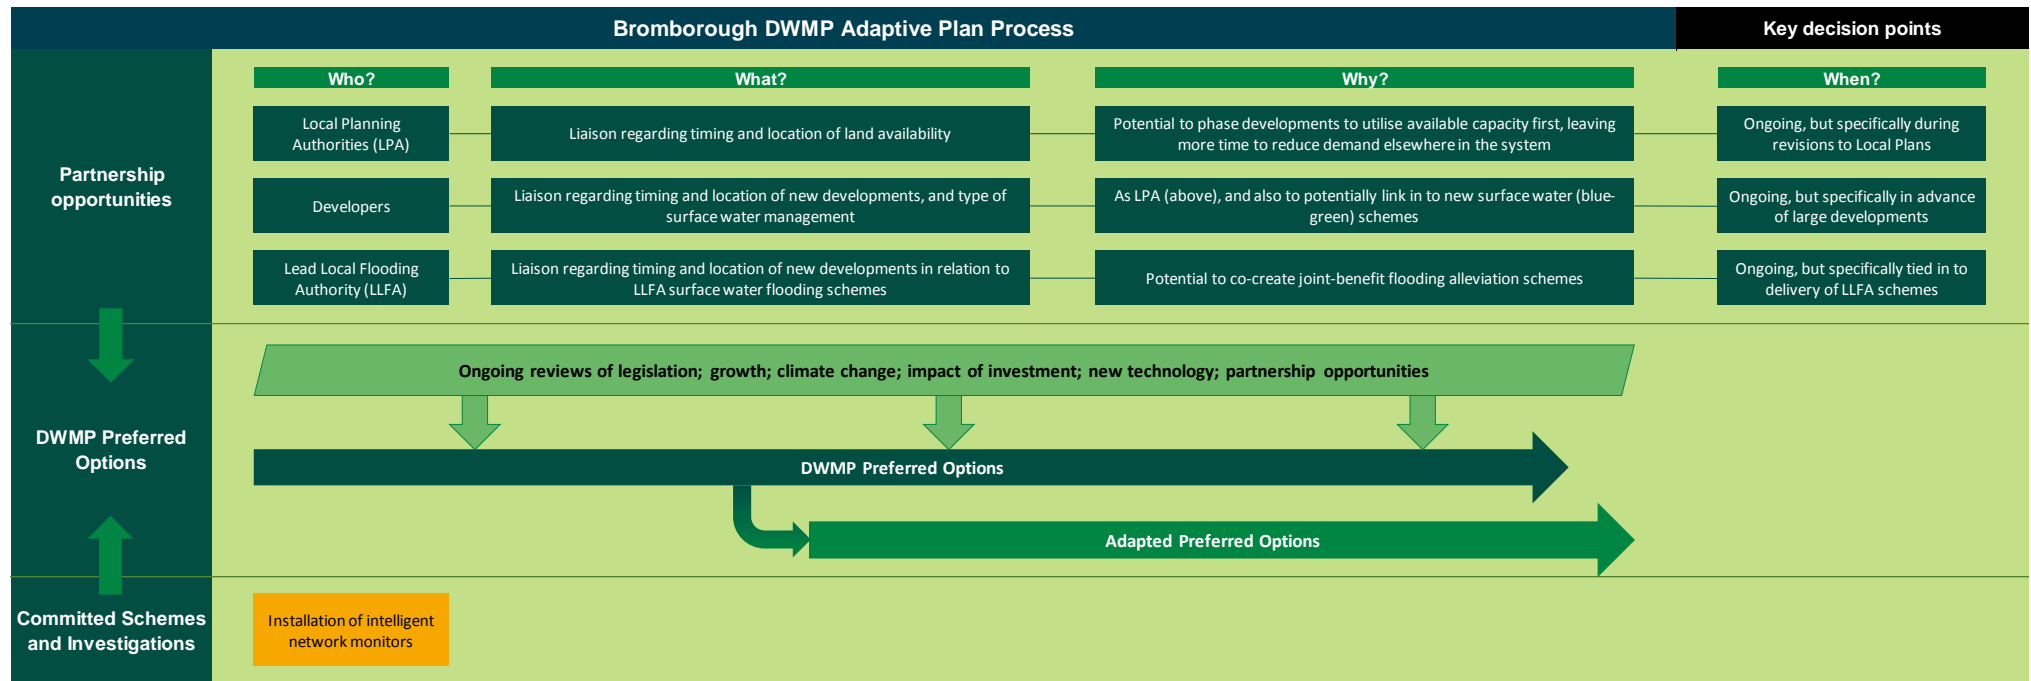 Bromborough DWMP Adaptive Plan Process
Key decision points
Who?
What?
Why?
When?
Partnership
opportunities
Local Planning
Authorities (LPA)
Liaison regarding timing and location of land availability
Potential to phase developments to utilise available capacity first, leaving
more time to reduce demand elsewhere in the system
Ongoing, but specifically during
revisions to Local Plans
Developers
Liaison regarding timing and location of new developments, and type of
surface water management
As LPA (above), and also to potentially link in to new surface water (blue-
green) schemes
Ongoing, but specifically in advance
of large developments
Lead Local Flooding
Authority (LLFA)
Liaison regarding timing and location of new developments in relation to
LLFA surface water flooding schemes
Potential to co-create joint-benefit flooding alleviation schemes
Ongoing, but specifically tied in to
delivery of LLFA schemes
DWMP Preferred
Options
Ongoing reviews of legislation; growth; climate change; impact of investment; new technology; partnership opportunities
DWMP Preferred Options
Adapted Preferred Options
Committed Schemes
and Investigations
Installation of intelligent
network monitors